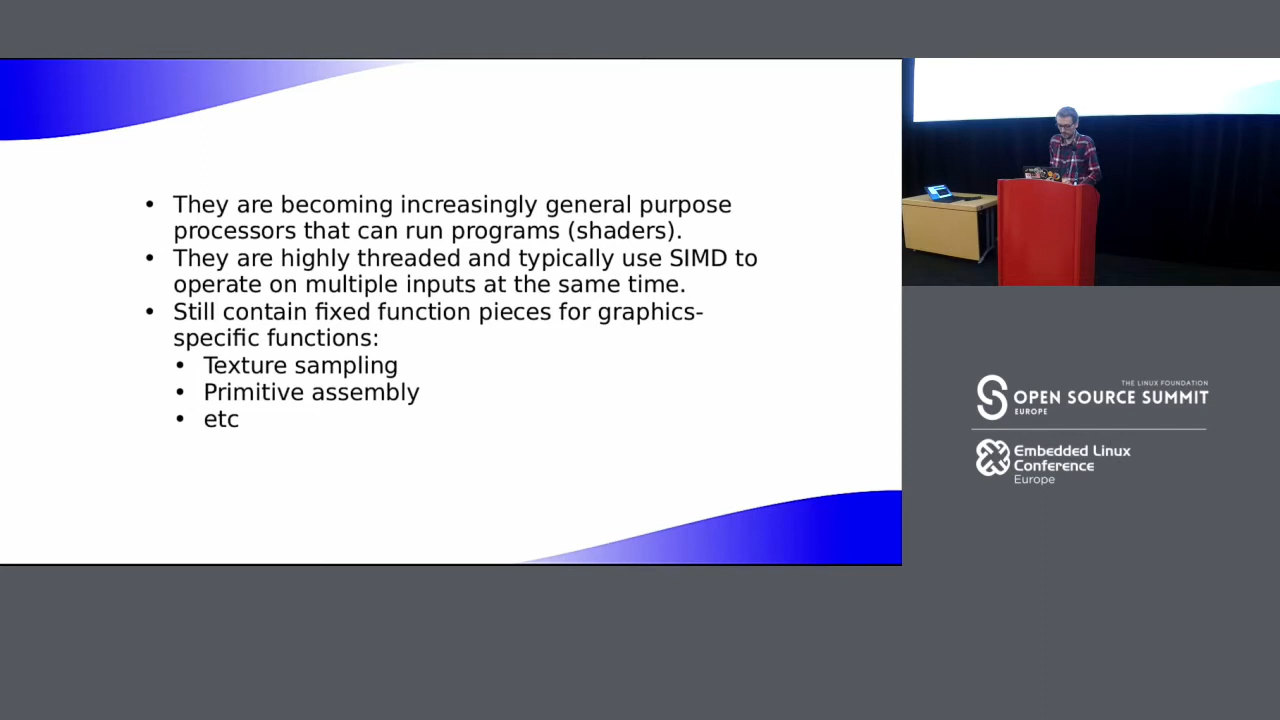 • They are becoming increasingly general purpose
processors that can run programs (shaders).
• They are highly threaded and typically use SIMD to
operate on multiple inputs at the same time.
• Still contain fixed function pieces for graphics-
specific functions:
• Texture sampling
• Primitive assembly
• etc
THE LINUX FOUNDATION
OPEN SOURCE SUMMIT
EUROPE
Embedded Linux
Conference
Europe